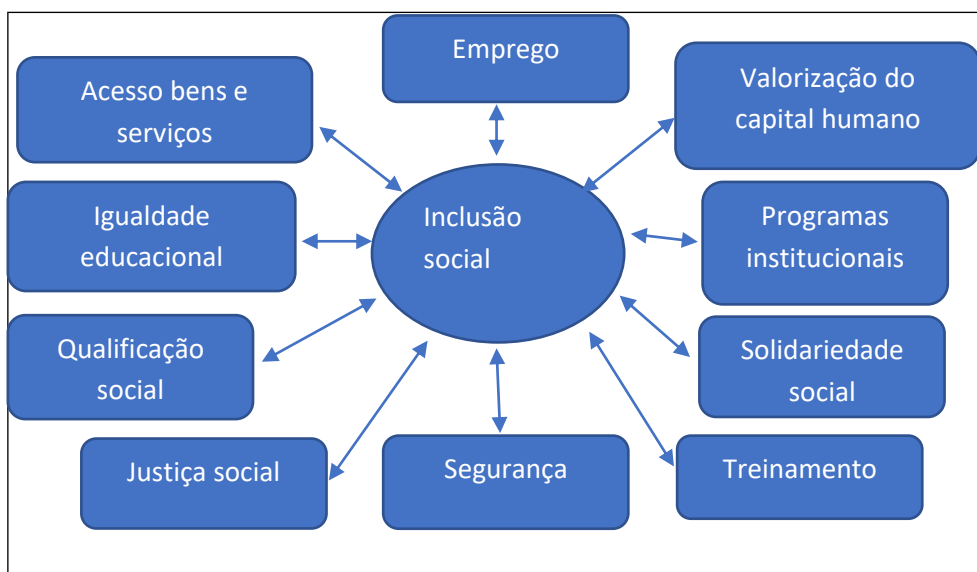 Emprego
Acesso bens e
serviços
Valorização do
capital humano
Igualdade
educacional
Inclusão
social
Programas
institucionais
Qualificação
social
Solidariedade
social
Justiça social
Segurança
Treinamento